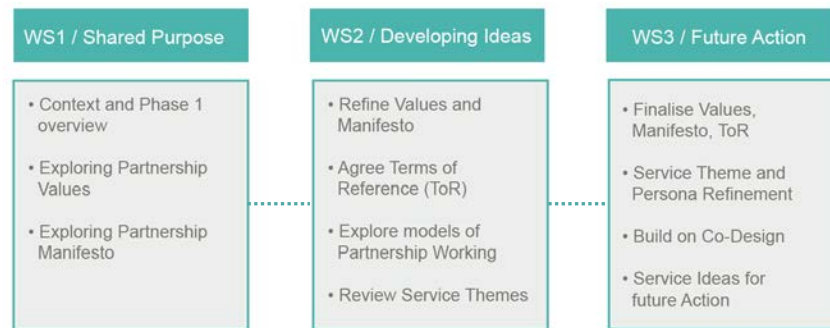 WS1 / Shared Purpose
• Context and Phase 1
overview
• Exploring Partnership
Values
• Exploring Partnership
Manifesto
WS2 / Developing Ideas
• Refine Values and
Manifesto
• Agree Terms of
Reference (ToR)
• Explore models of
Partnership Working
• Review Service Themes
WS3 / Future Action
• Finalise Values,
Manifesto, ToR
• Service Theme and
Persona Refinement
• Build on Co-Design
• Service Ideas for
future Action